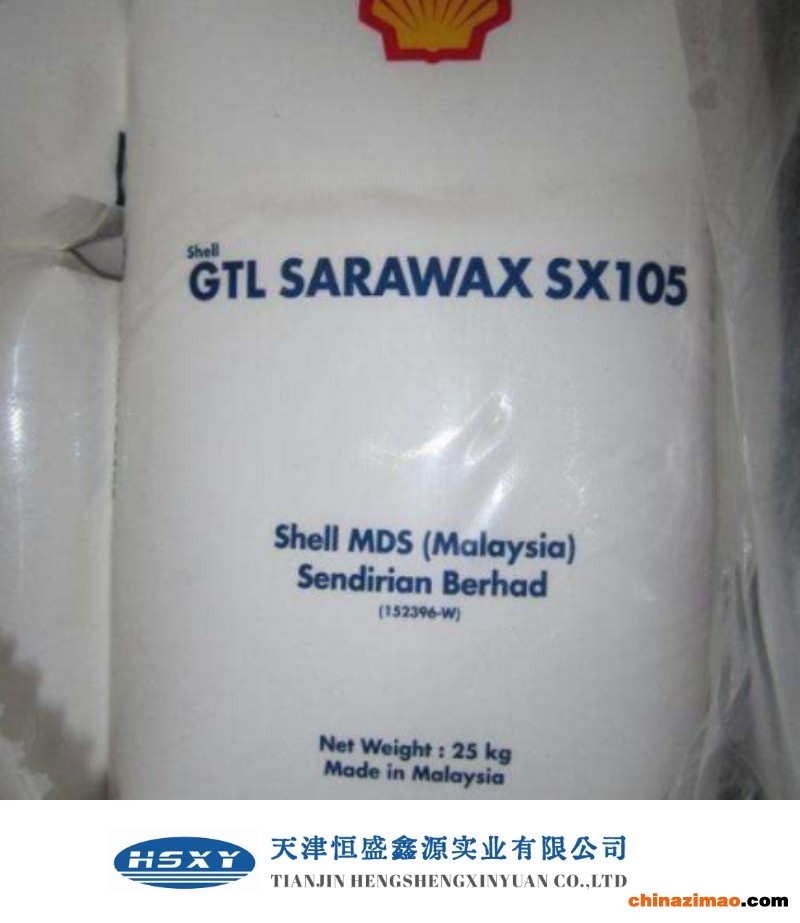 Shell
GTL SARAWAX SX105
Shell MDS (Malaysia)
Sendirian Berhad
(152396-W)
Net Weight : 25 kg
Made in Malaysia
HSXY
天津恒盛鑫源实业有限公司
TIANJIN HENGSHENGXINYUAN CO.,LTD
chinazimao.com